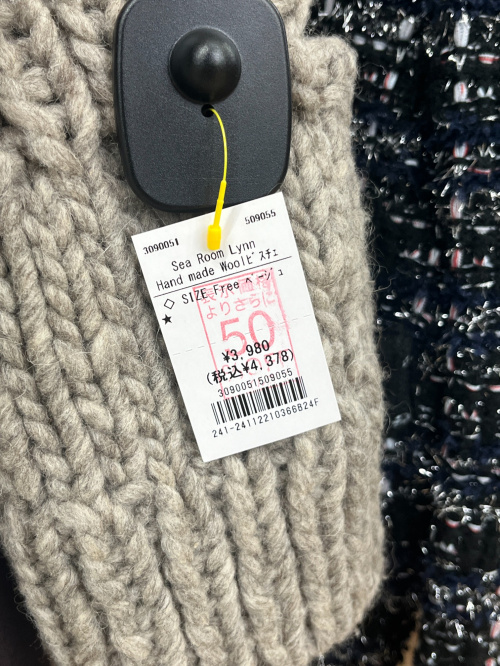 3090051 509055
Sea Room Lynn
Hand made Woolﾋﾞｽﾁｪ
◇ SIZE Free ﾍﾞｰｼﾞｭ
★
表示価格
よりさらに
50
¥3,980
(税込¥4,378)
3090051509055
241-24112210366B24F